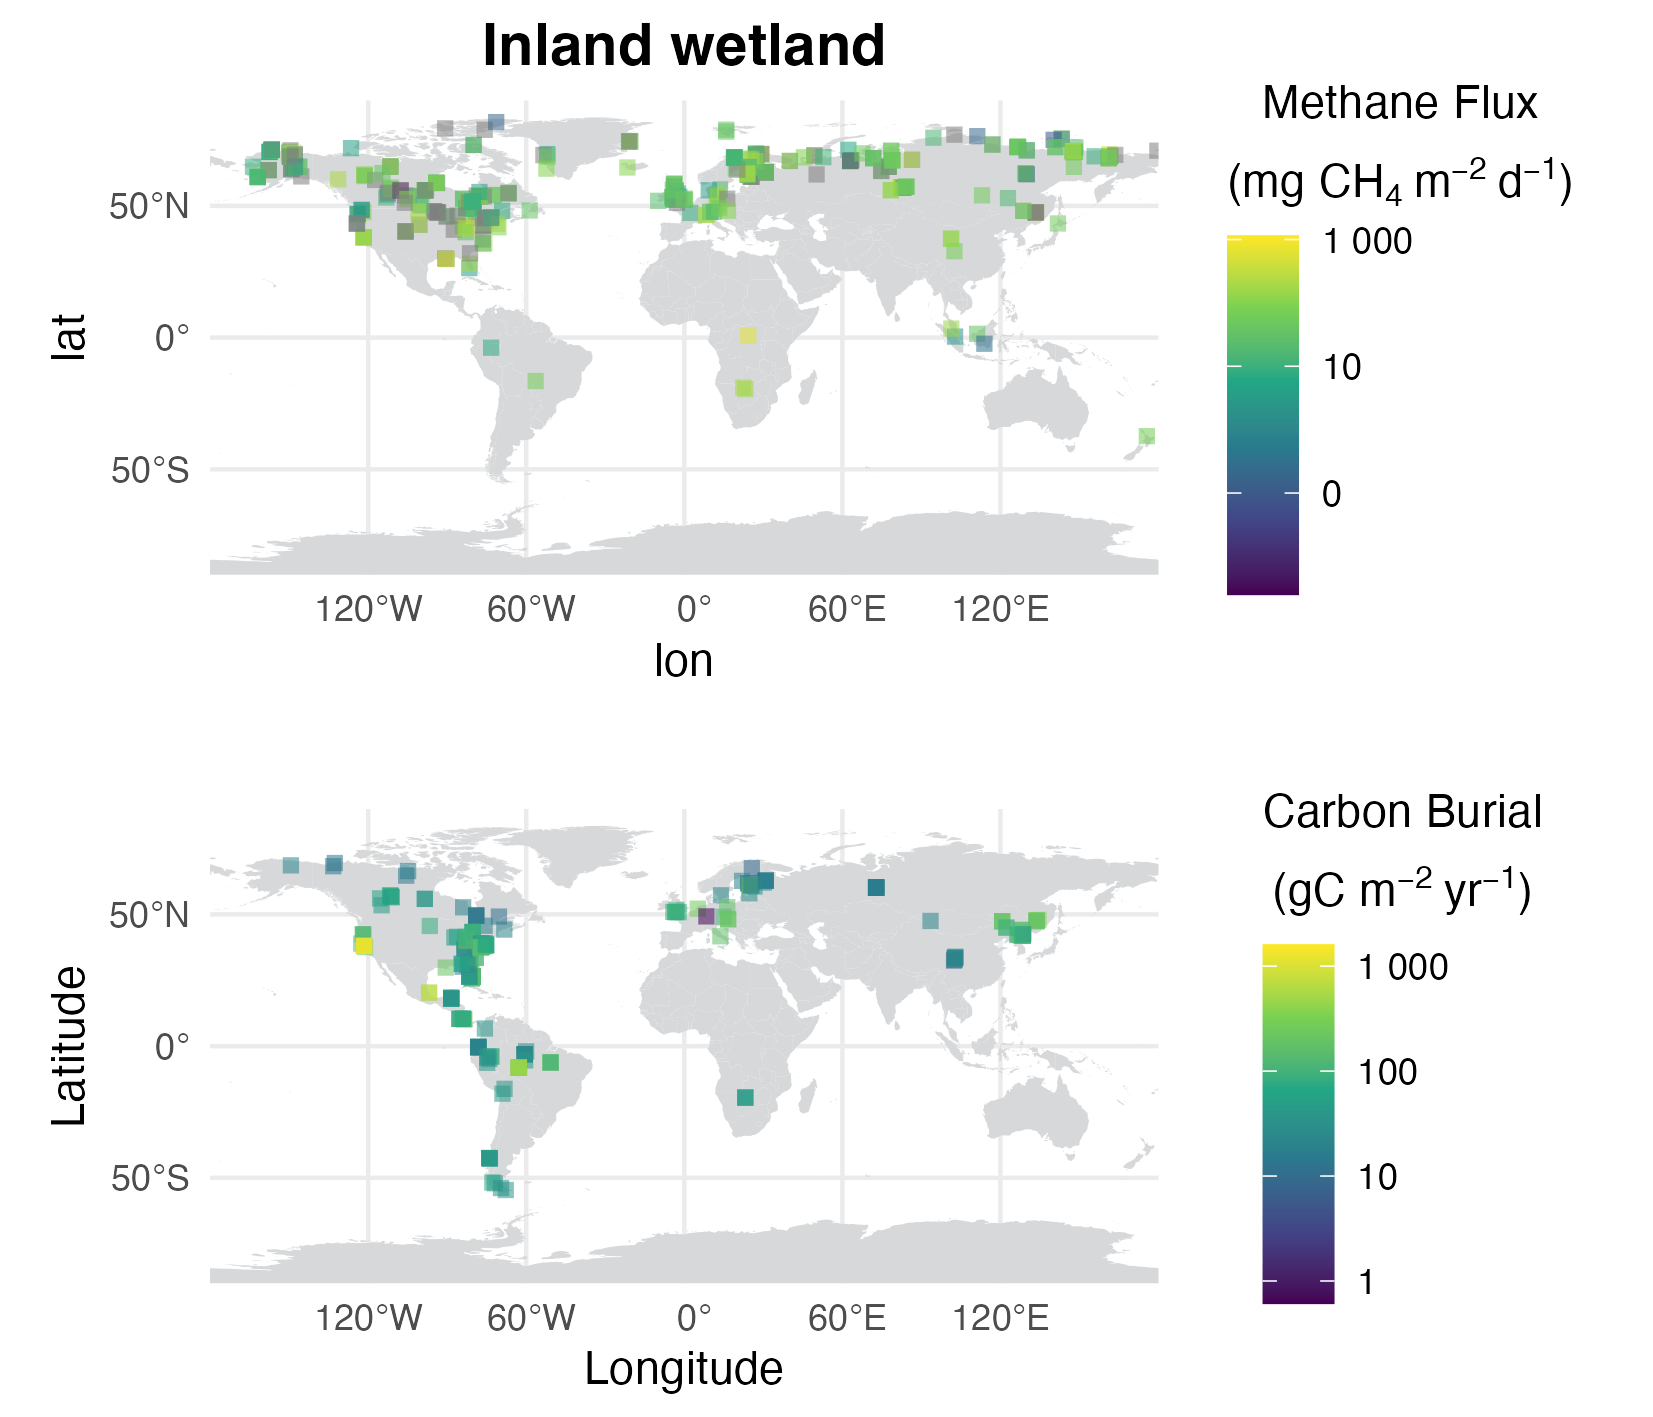 Inland wetland
Methane Flux
(mg CH₄ m⁻² d⁻¹)
1 000
10
0
50°N
0°
50°S
lat
120°W 60°W 0° 60°E 120°E
lon
Carbon Burial
(gC m⁻² yr⁻¹)
1 000
100
10
1
50°N
0°
50°S
Latitude
120°W 60°W 0° 60°E 120°E
Longitude